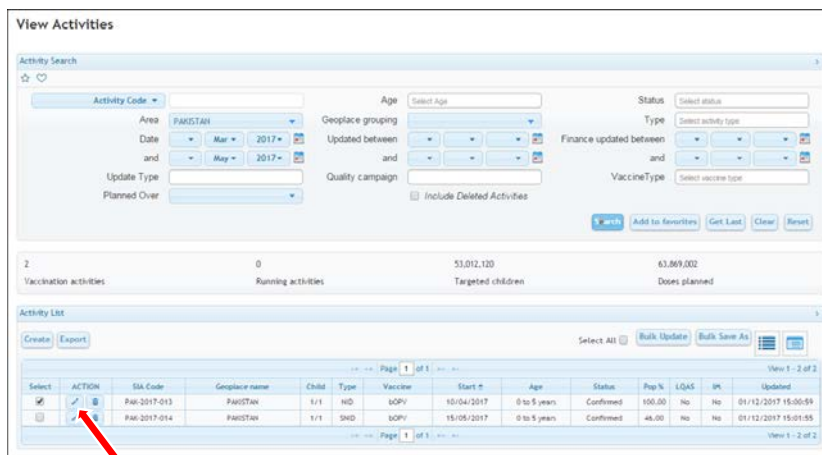 View Activities
Activity Search
Activity Code Age Select Age Status Select status
Area PAKISTAN Geoplace grouping Type Select activity type
Date Mar 2017 Updated between Finance updated between
and May 2017 and and
Update Type Quality campaign VaccineType Select vaccine type
Planned Over Include Deleted Activities
Search Add to favorites Get Last Clear Reset
2 0 53,012,120 63,869,002
Vaccination activities Running activities Targeted children Doses planned
Activity List
Create Export Select All Bulk Update Bulk Save As
Page 1 of 1 View 1 - 2 of 2
Select ACTION SIA Code Geoplace name Child Type Vaccine Start Age Status Pop % LQAS IM Updated
PAK-2017-013 PAKISTAN 1/1 NID bOPV 10/04/2017 0 to 5 years Confirmed 100.00 No No 01/12/2017 15:00:59
PAK-2017-014 PAKISTAN 1/1 SNID bOPV 15/05/2017 0 to 5 years Confirmed 46.00 No No 01/12/2017 15:01:55
Page 1 of 1 View 1 - 2 of 2